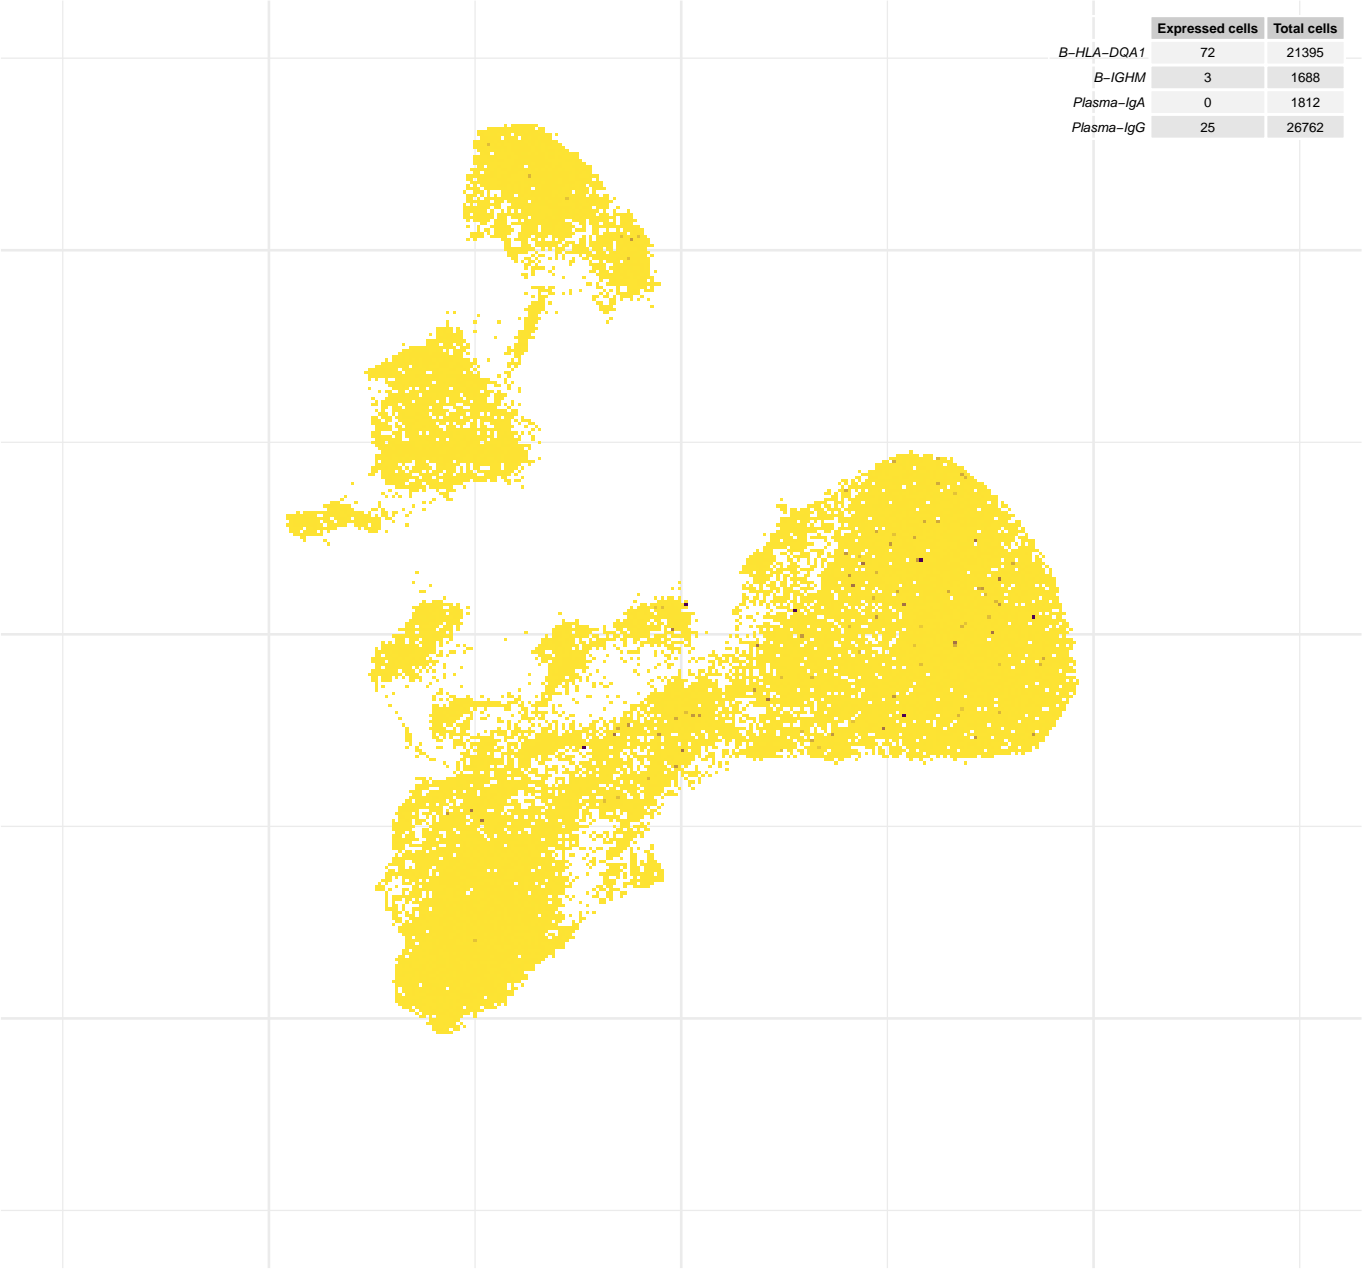 Expressed cells Total cells
B−HLA−DQA1 72 21395
B−IGHM 3 1688
Plasma−IgA 0 1812
Plasma−IgG 25 26762